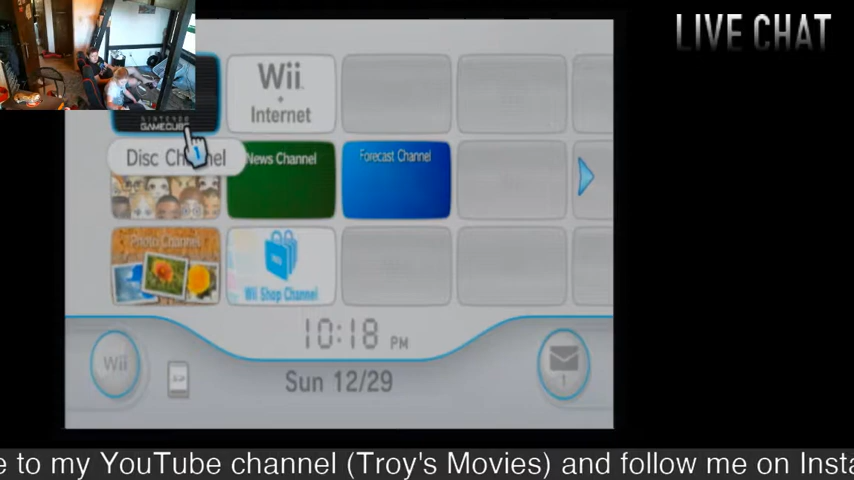 LIVE CHAT
Wii
+
Internet
NINTENDO
GAMECUBE
Disc Channel
News Channel
Forecast Channel
Photo Channel
Wii Shop Channel
10:18 PM
Wii
Sun 12/29
1
e to my YouTube channel (Troy's Movies) and follow me on Insta